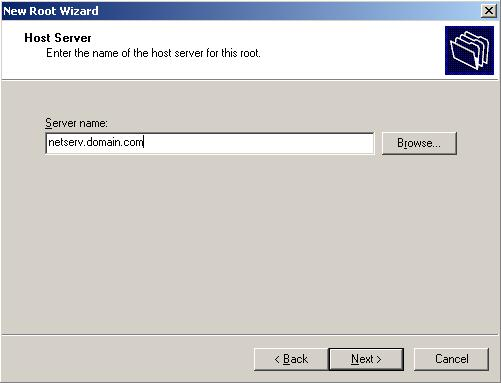 New Root Wizard
Host Server
Enter the name of the host server for this root.
Server name:
netserv.domain.com
Browse...
< Back
Next >
Cancel